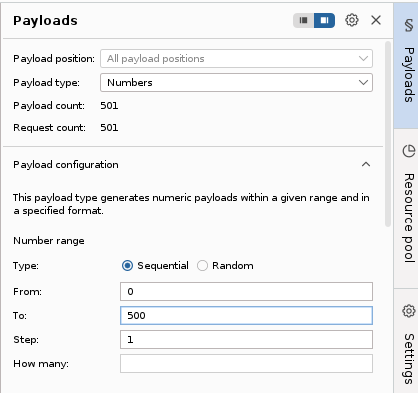 Payloads
Payload position: All payload positions
Payload type: Numbers
Payload count: 501
Request count: 501
Payload configuration
This payload type generates numeric payloads within a given range and in
a specified format.
Number range
Type: Sequential Random
From: 0
To: 500
Step: 1
How many:
Payloads
Resource pool
Settings